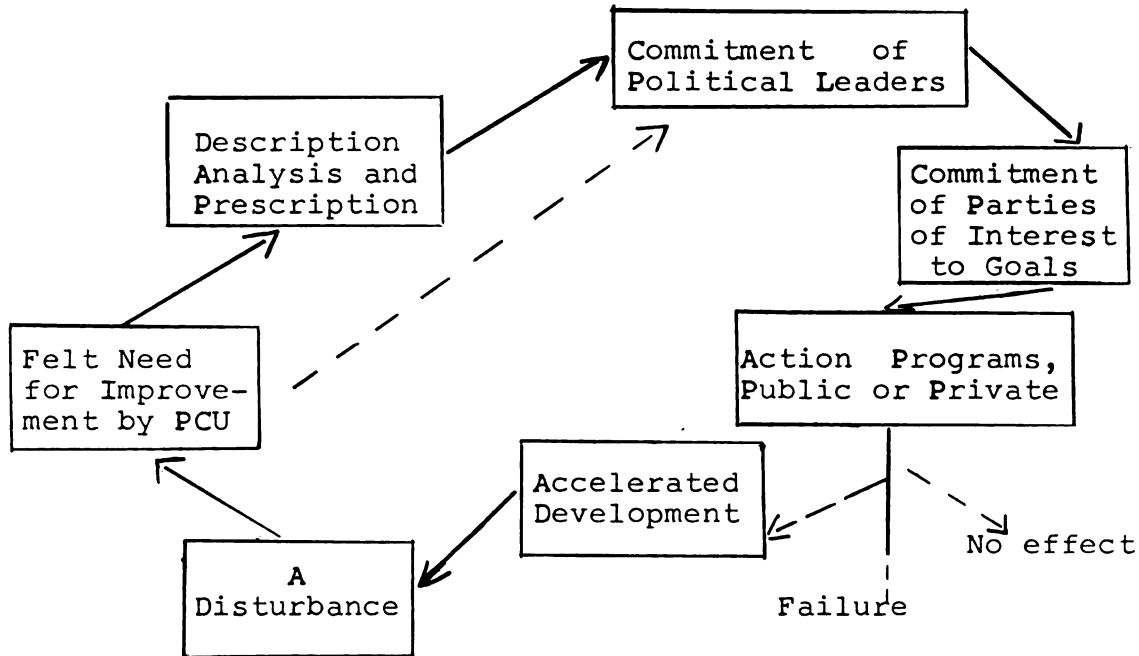 Commitment of
Political Leaders
Description
Analysis and
Prescription
Commitment
of Parties
of Interest
to Goals
Felt Need
for Improve-
ment by PCU
Action Programs,
Public or Private
Accelerated
Development
No effect
A
Disturbance
Failure